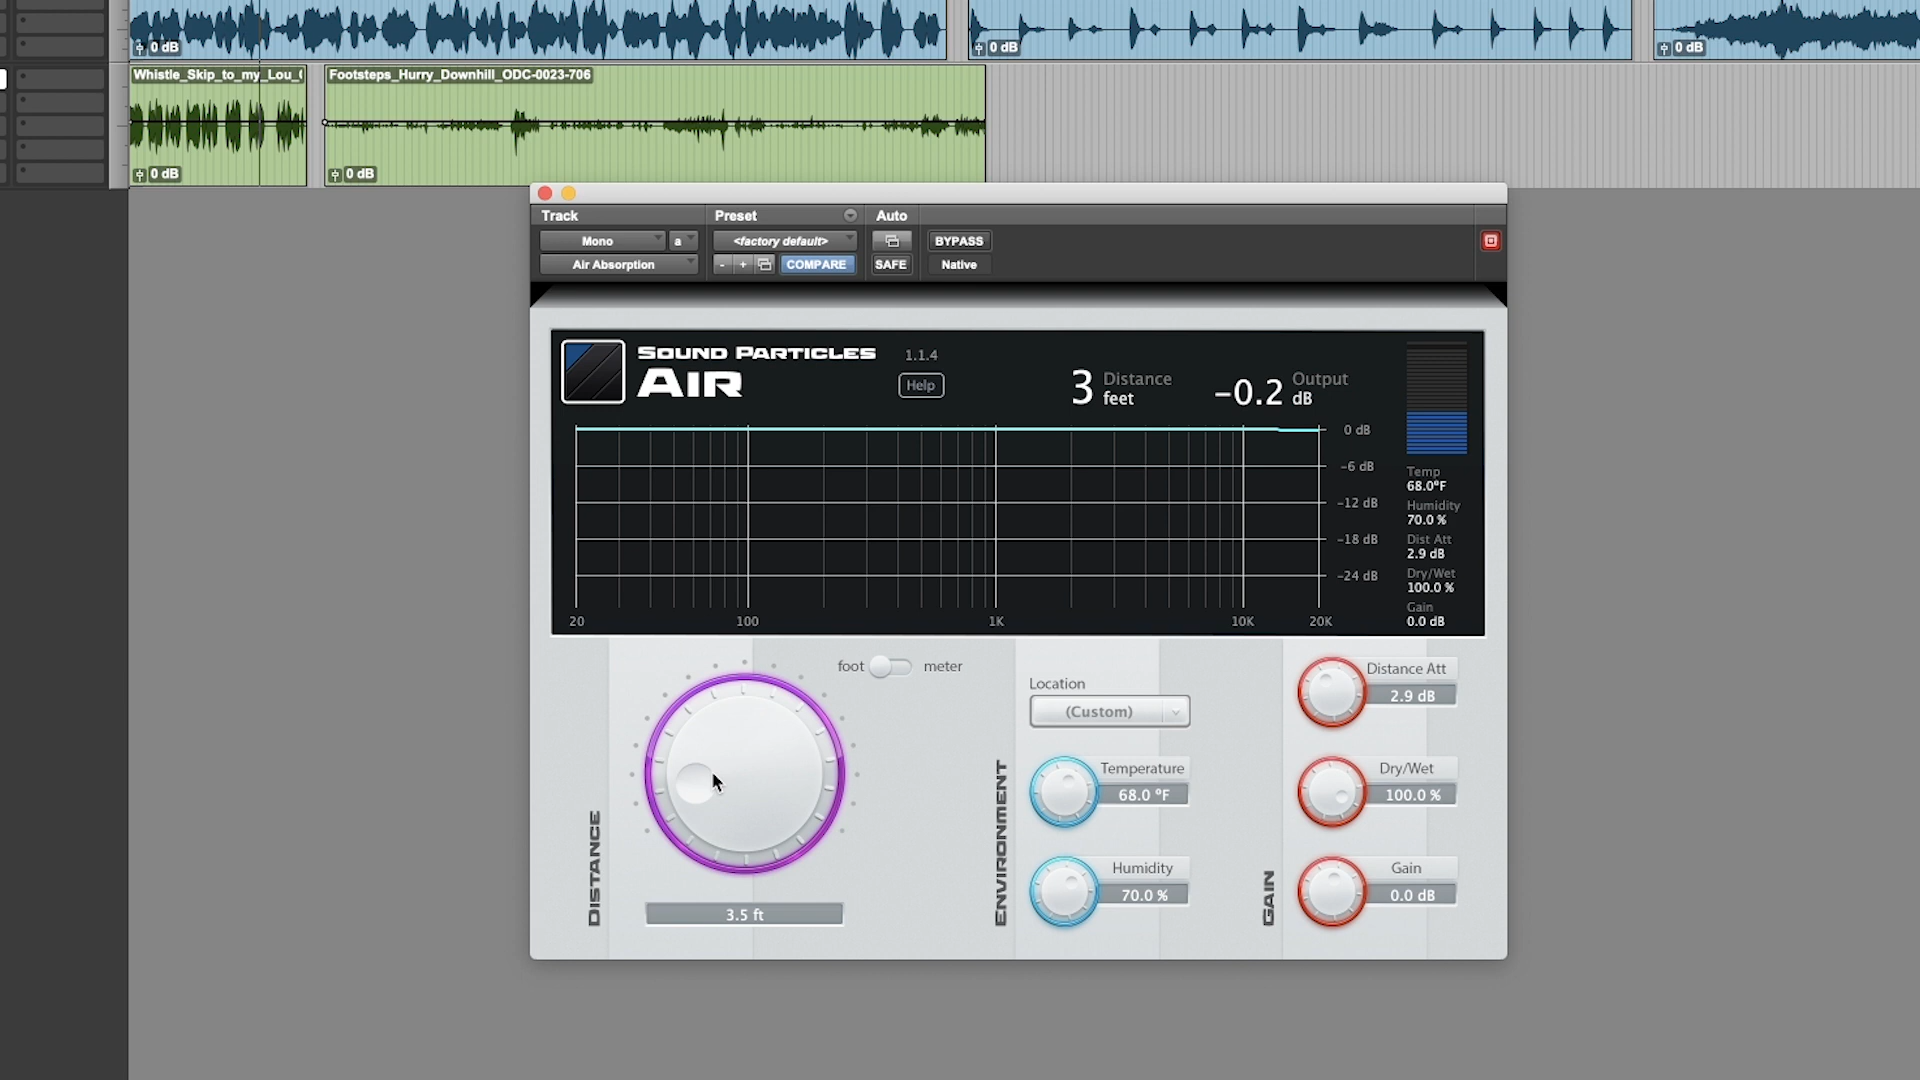 0 dB
0 dB
0 dB
Whistle_Skip_to_my_Lou_(
Footsteps_Hurry_Downhill_ODC-0023-706
0 dB
0 dB
Track
Preset
Auto
Mono
a
<factory default>
BYPASS
Air Absorption
- +
COMPARE
SAFE
Native
SOUND PARTICLES
AIR
1.1.4
Help
3 Distance
feet
-0.2 Output
dB
0 dB
-6 dB
-12 dB
-18 dB
-24 dB
20
100
1K
10K
20K
Temp
68.0°F
Humidity
70.0 %
Dist Att
2.9 dB
Dry/Wet
100.0 %
Gain
0.0 dB
foot
meter
DISTANCE
3.5 ft
Location
(Custom)
ENVIRONMENT
Temperature
68.0 ºF
Humidity
70.0 %
GAIN
Distance Att
2.9 dB
Dry/Wet
100.0 %
Gain
0.0 dB